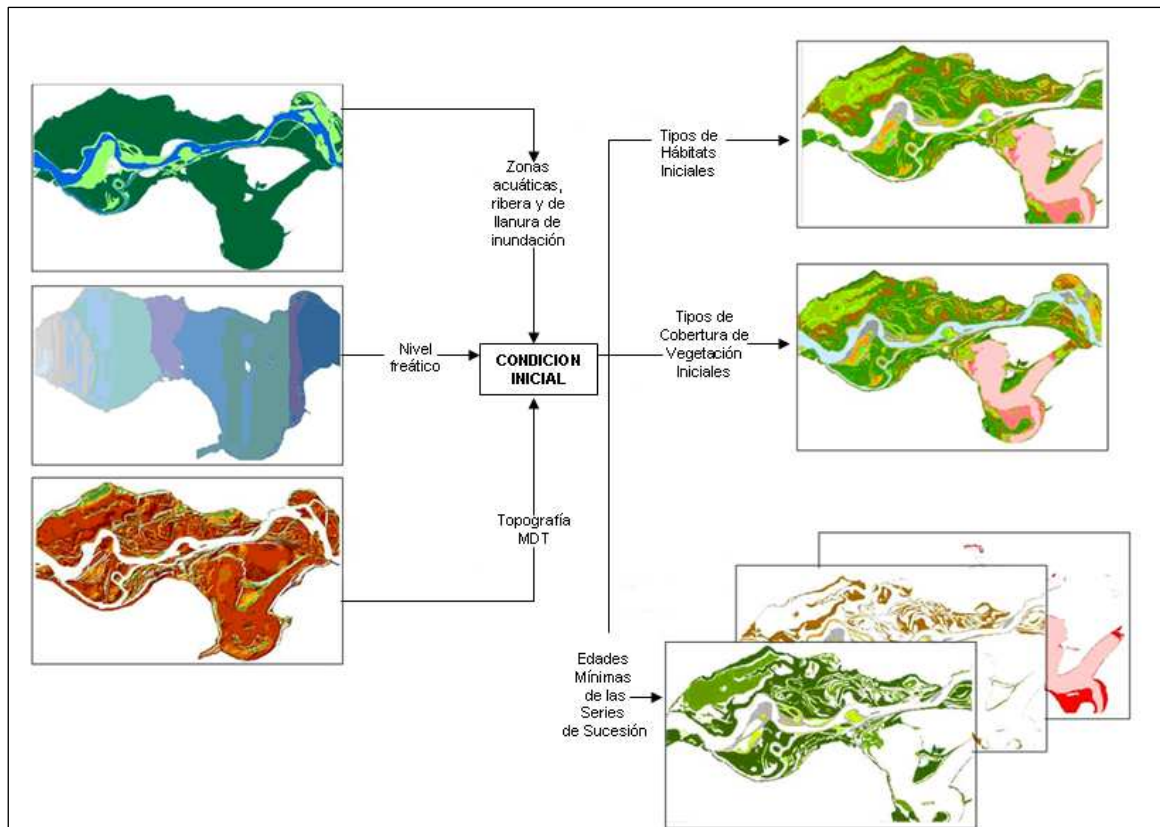 Zonas
acuáticas,
ribera y de
llanura de
inundación
Nivel
freático
Topografía
MDT
CONDICION
INICIAL
Tipos de
Hábitats
Iniciales
Tipos de
Cobertura de
Vegetación
Iniciales
Edades
Mínimas
de las
Series
de Sucesión